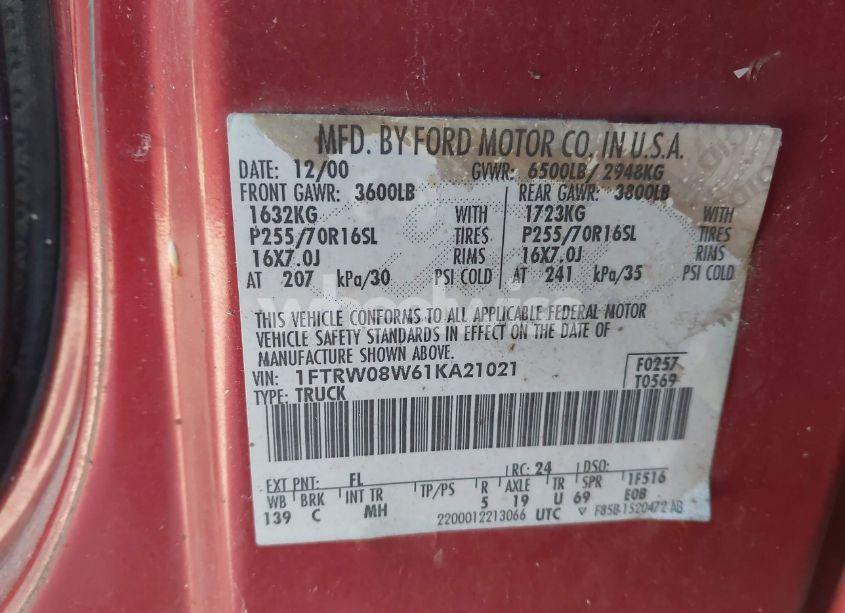 MFD. BY FORD MOTOR CO. IN U.S.A.
DATE: 12/00 GVWR: 6500LB/ 2948KG
FRONT GAWR: 3600LB REAR GAWR: 3800LB
1632KG WITH 1723KG WITH
P255/70R16SL TIRES P255/70R16SL TIRES
16X7.0J RIMS 16X7.0J RIMS
AT 207 kPa/30 PSI COLD AT 241 kPa/35 PSI COLD
THIS VEHICLE CONFORMS TO ALL APPLICABLE FEDERAL MOTOR
VEHICLE SAFETY STANDARDS IN EFFECT ON THE DATE OF
MANUFACTURE SHOWN ABOVE.
VIN: 1FTRW08W61KA21021 F0257
TYPE: TRUCK T0569
EXT PNT: FL RC: 24 DSO:
WB BRK INT TR TP/PS R AXLE TR SPR 1F516
139 C MH 5 19 U 69 EOB
2200012213066 UTC ▽ F85B-1520472-AB